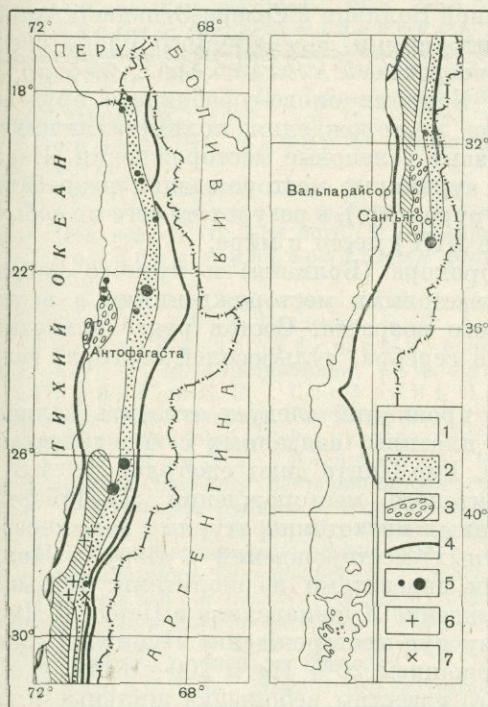 72° 68°
ПЕРУ
БОЛИВИЯ
18°
ТИХИЙ ОКЕАН
22°
Антофагаста
26°
АРГЕНТИНА
30°
72° 68°
32°
Вальпарайсо
Сантьяго
36°
40°
1
2
3
4
5
6
7